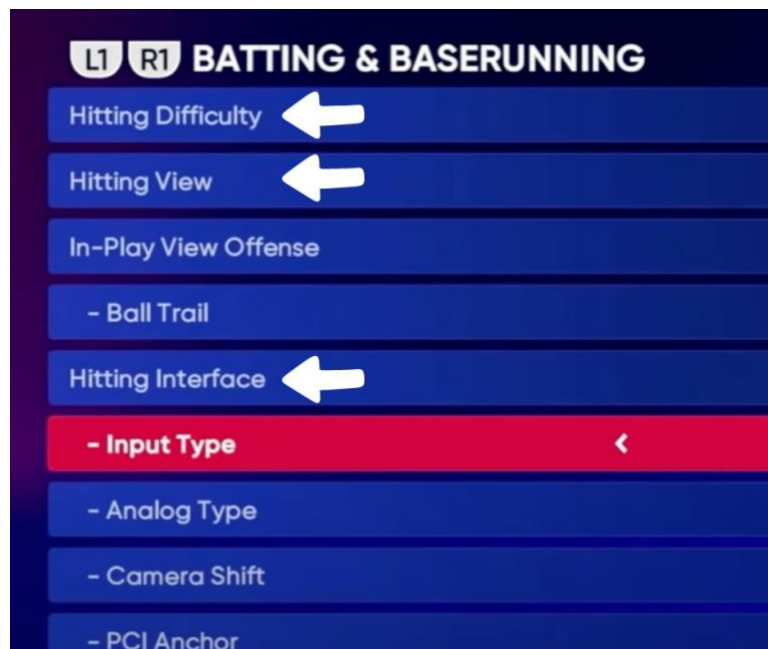 L1 R1 BATTING & BASERUNNING
Hitting Difficulty
Hitting View
In-Play View Offense
- Ball Trail
Hitting Interface
- Input Type
- Analog Type
- Camera Shift
- PCI Anchor